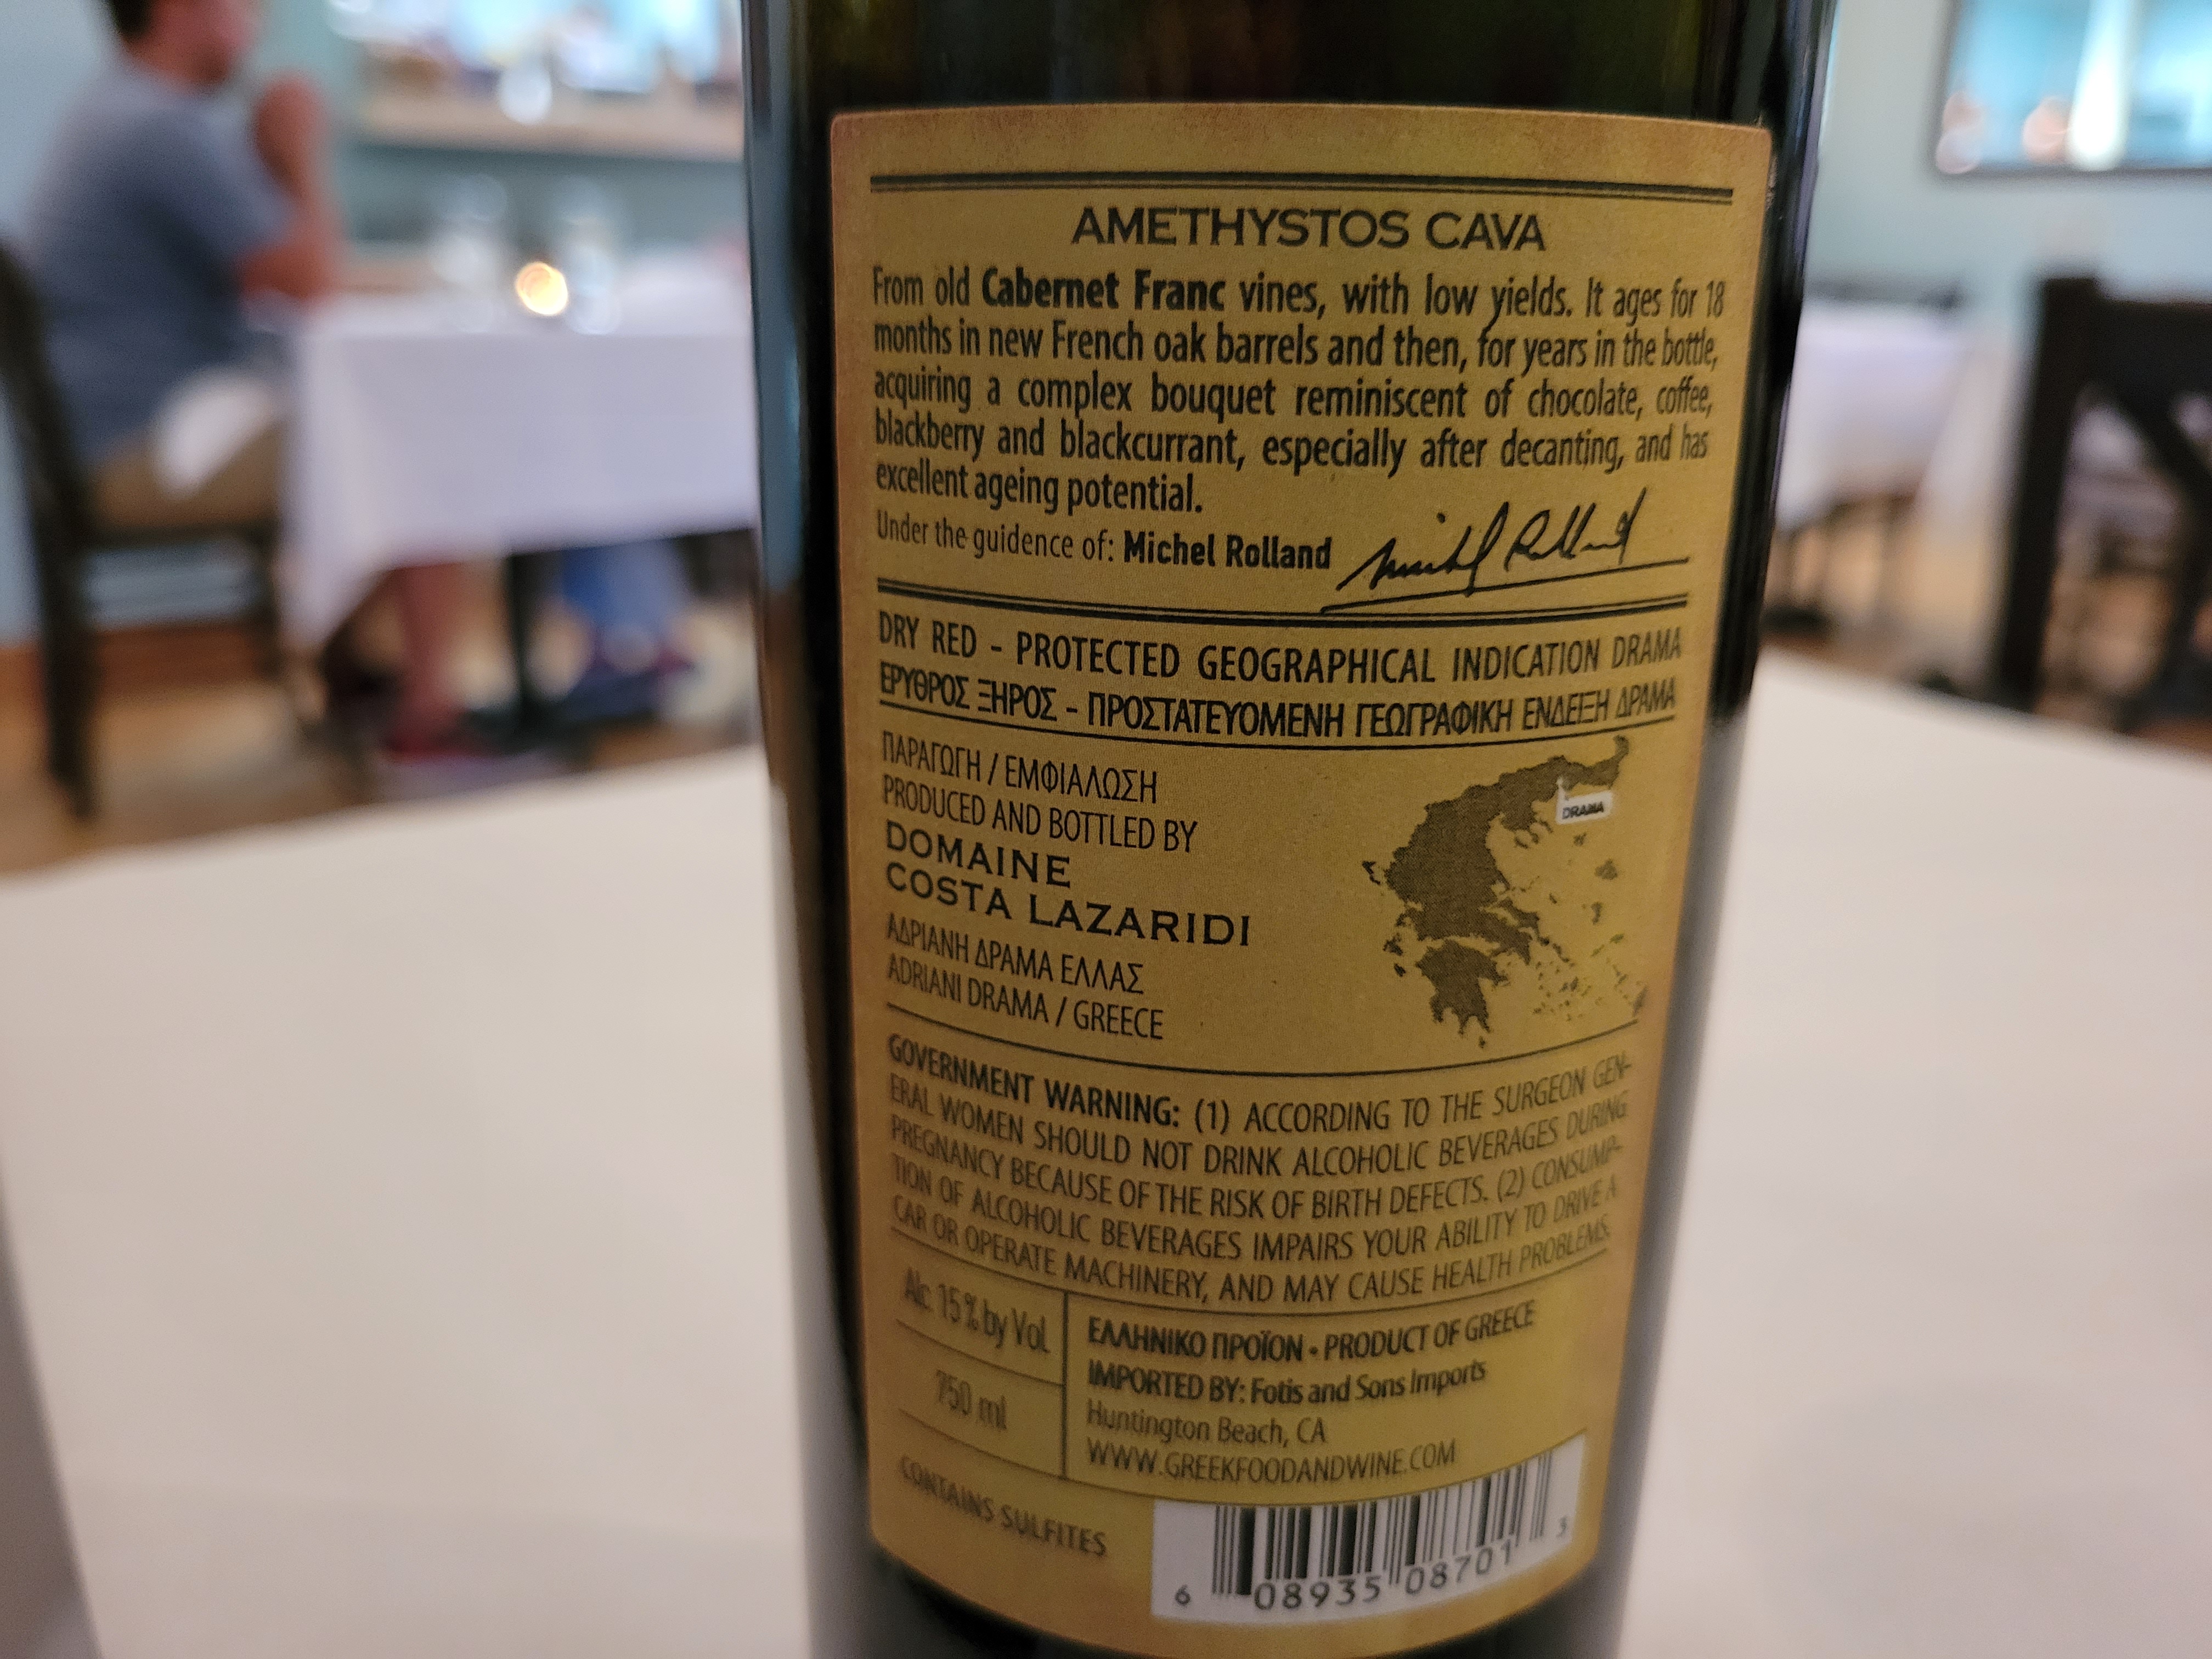 AMETHYSTOS CAVA
From old Cabernet Franc vines, with low yields. It ages for 18
months in new French oak barrels and then, for years in the bottle,
acquiring a complex bouquet reminiscent of chocolate, coffee,
blackberry and blackcurrant, especially after decanting, and has
excellent ageing potential.
Under the guidence of: Michel Rolland Michel Rolland
DRY RED - PROTECTED GEOGRAPHICAL INDICATION DRAMA
ΕΡΥΘΡΟΣ ΞΗΡΟΣ - ΠΡΟΣΤΑΤΕΥΟΜΕΝΗ ΓΕΩΓΡΑΦΙΚΗ ΕΝΔΕΙΞΗ ΔΡΑΜΑ
ΠΑΡΑΓΩΓΗ / ΕΜΦΙΑΛΩΣΗ
PRODUCED AND BOTTLED BY
DOMAINE
COSTA LAZARIDI
ΑΔΡΙΑΝΗ ΔΡΑΜΑ ΕΛΛΑΣ
ADRIANI DRAMA / GREECE
DRAMA
GOVERNMENT WARNING: (1) ACCORDING TO THE SURGEON GEN-
ERAL WOMEN SHOULD NOT DRINK ALCOHOLIC BEVERAGES DURING
PREGNANCY BECAUSE OF THE RISK OF BIRTH DEFECTS. (2) CONSUMP-
TION OF ALCOHOLIC BEVERAGES IMPAIRS YOUR ABILITY TO DRIVE A
CAR OR OPERATE MACHINERY, AND MAY CAUSE HEALTH PROBLEMS.
Alc. 15% by Vol.
750 ml
CONTAINS SULFITES
ΕΛΛΗΝΙΚΟ ΠΡΟΪΟΝ • PRODUCT OF GREECE
IMPORTED BY: Fotis and Sons Imports
Huntington Beach, CA
WWW.GREEKFOODANDWINE.COM
6 08935 08701 3